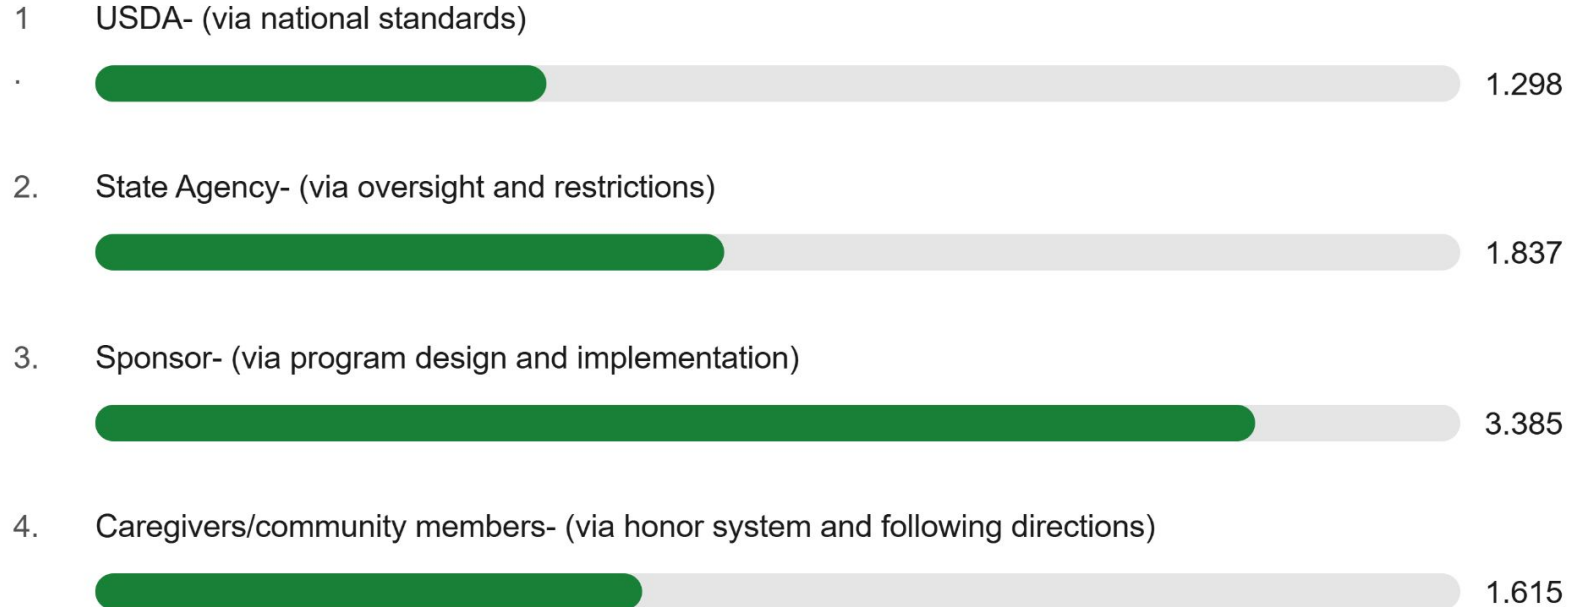 1 USDA- (via national standards)
. 1.298
2. State Agency- (via oversight and restrictions)
1.837
3. Sponsor- (via program design and implementation)
3.385
4. Caregivers/community members- (via honor system and following directions)
1.615